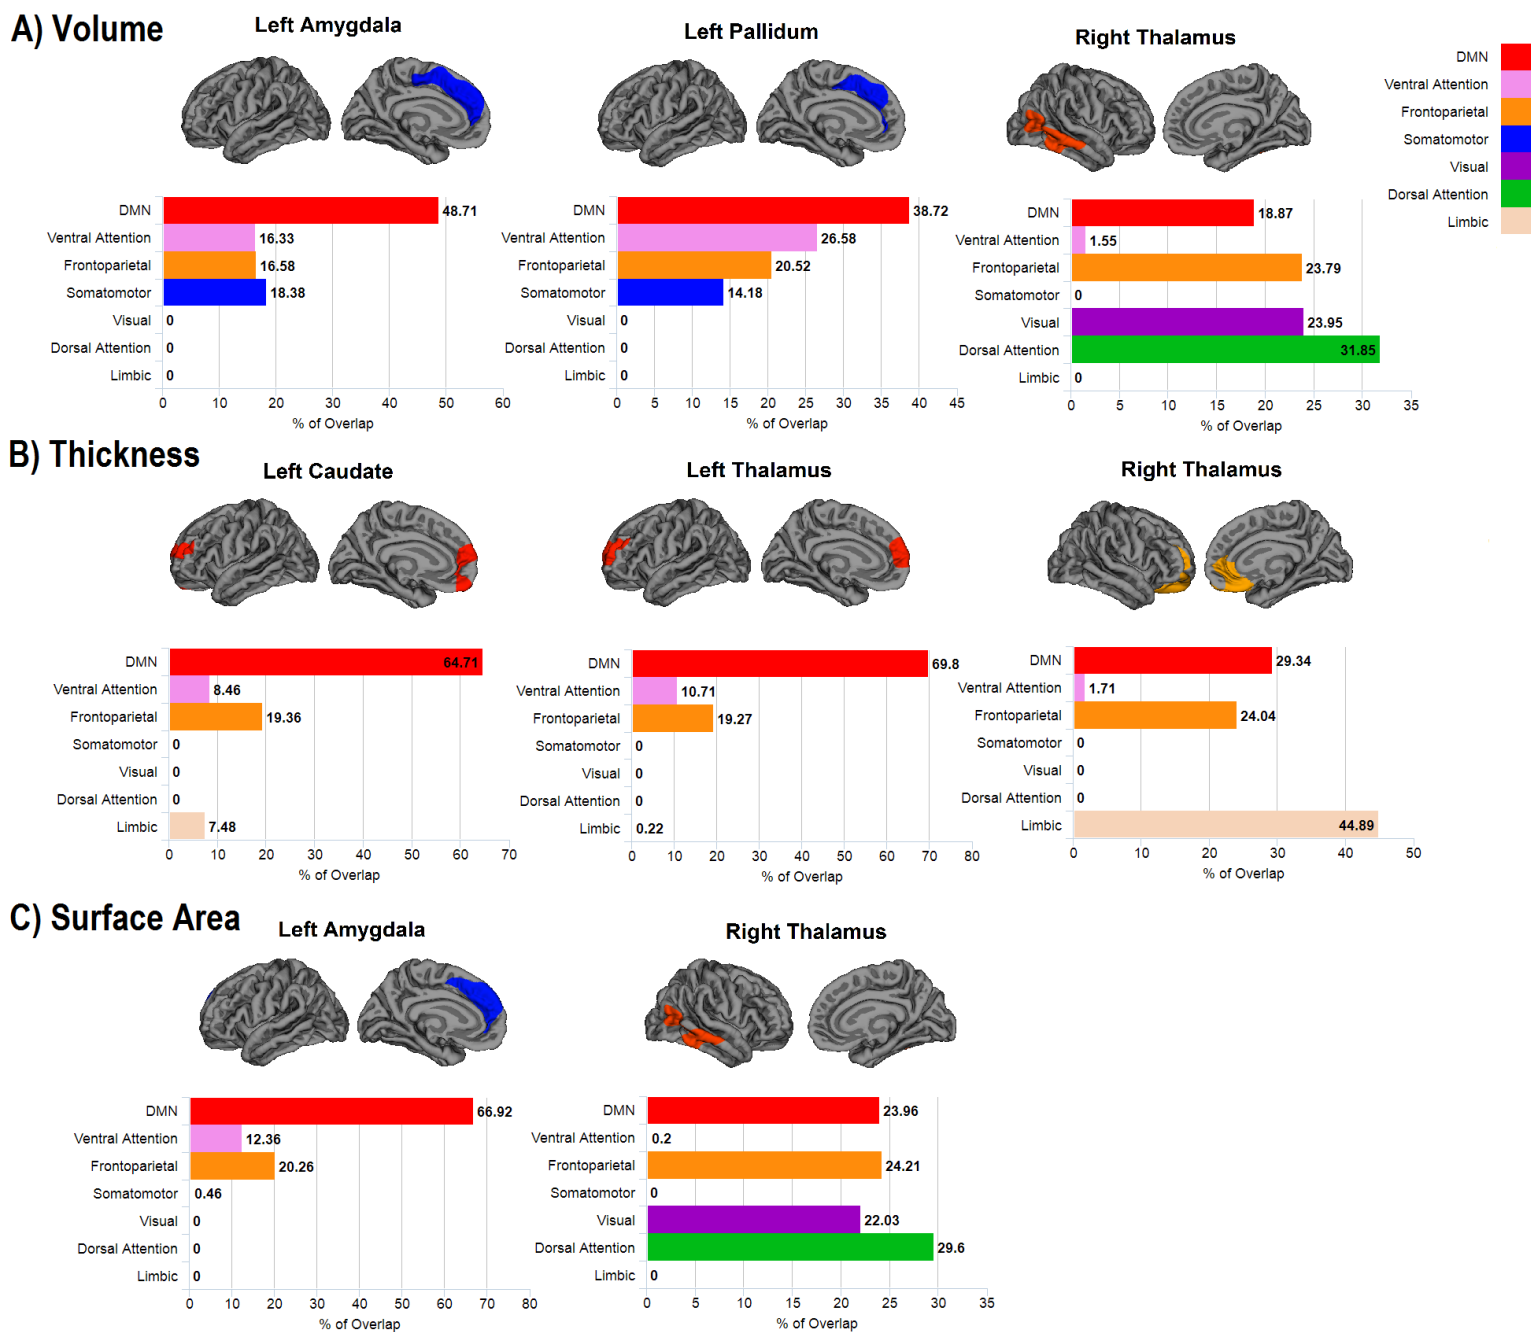 A) Volume
Left Amygdala
Left Pallidum
Right Thalamus
DMN
Ventral Attention
Frontoparietal
Somatomotor
Visual
Dorsal Attention
Limbic
DMN 48.71
Ventral Attention 16.33
Frontoparietal 16.58
Somatomotor 18.38
Visual 0
Dorsal Attention 0
Limbic 0
0 10 20 30 40 50 60
% of Overlap
DMN 38.72
Ventral Attention 26.58
Frontoparietal 20.52
Somatomotor 14.18
Visual 0
Dorsal Attention 0
Limbic 0
0 5 10 15 20 25 30 35 40 45
% of Overlap
DMN 18.87
Ventral Attention 1.55
Frontoparietal 23.79
Somatomotor 0
Visual 23.95
Dorsal Attention 31.85
Limbic 0
0 5 10 15 20 25 30 35
% of Overlap
B) Thickness
Left Caudate
Left Thalamus
Right Thalamus
DMN 64.71
Ventral Attention 8.46
Frontoparietal 19.36
Somatomotor 0
Visual 0
Dorsal Attention 0
Limbic 7.48
0 10 20 30 40 50 60 70
% of Overlap
DMN 69.8
Ventral Attention 10.71
Frontoparietal 19.27
Somatomotor 0
Visual 0
Dorsal Attention 0
Limbic 0.22
0 10 20 30 40 50 60 70 80
% of Overlap
DMN 29.34
Ventral Attention 1.71
Frontoparietal 24.04
Somatomotor 0
Visual 0
Dorsal Attention 0
Limbic 44.89
0 10 20 30 40 50
% of Overlap
C) Surface Area
Left Amygdala
Right Thalamus
DMN 66.92
Ventral Attention 12.36
Frontoparietal 20.26
Somatomotor 0.46
Visual 0
Dorsal Attention 0
Limbic 0
0 10 20 30 40 50 60 70 80
% of Overlap
DMN 23.96
Ventral Attention 0.2
Frontoparietal 24.21
Somatomotor 0
Visual 22.03
Dorsal Attention 29.6
Limbic 0
0 5 10 15 20 25 30 35
% of Overlap